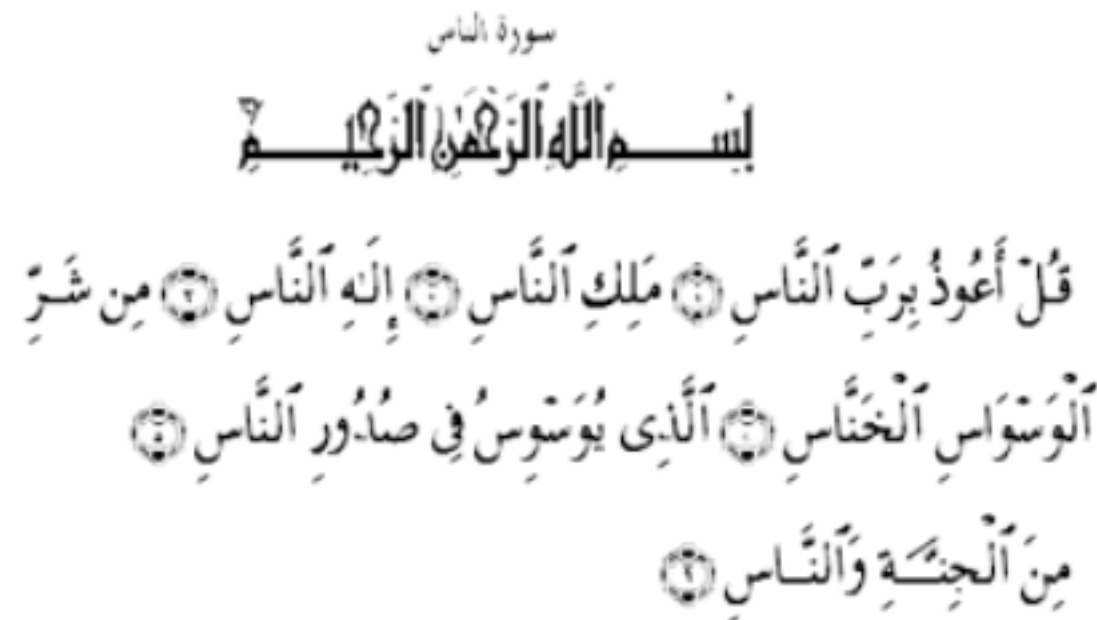 سورة الناس
بِسْمِ ٱللَّهِ ٱلرَّحْمَٰنِ ٱلرَّحِيمِ
قُلْ أَعُوذُ بِرَبِّ ٱلنَّاسِ ۝١ مَلِكِ ٱلنَّاسِ ۝٢ إِلَٰهِ ٱلنَّاسِ ۝٣ مِن شَرِّ
ٱلْوَسْوَاسِ ٱلْخَنَّاسِ ۝٤ ٱلَّذِى يُوَسْوِسُ فِى صُدُورِ ٱلنَّاسِ ۝٥
مِنَ ٱلْجِنَّةِ وَٱلنَّاسِ ۝٦